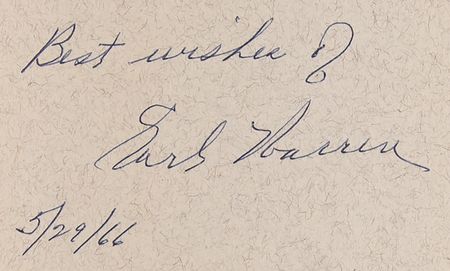 Best wishes of
Earl Warren
5/29/66